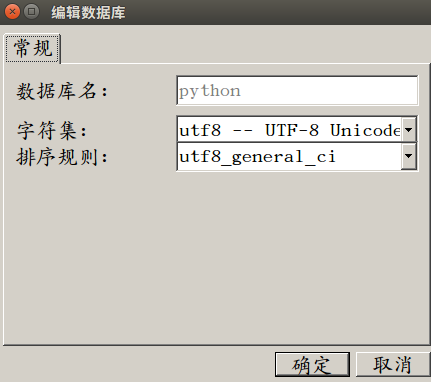 编辑数据库
常规
数据库名: python
字符集: utf8 -- UTF-8 Unicode
排序规则: utf8_general_ci
确定 取消